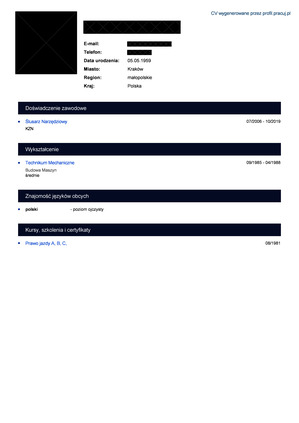 CV wygenerowane przez profil.pracuj.pl
E-mail:
Telefon:
Data urodzenia: 05.05.1969
Miasto: Kraków
Region: małopolskie
Kraj: Polska
Doświadczenie zawodowe
Ślusarz Narzędziowy 07/2006 - 10/2019
KZN
Wykształcenie
Technikum Mechaniczne 09/1983 - 04/1988
Budowa Maszyn
średnie
Znajomość języków obcych
polski - poziom ojczysty
Kursy, szkolenia i certyfikaty
Prawo jazdy A, B, C, 08/1981